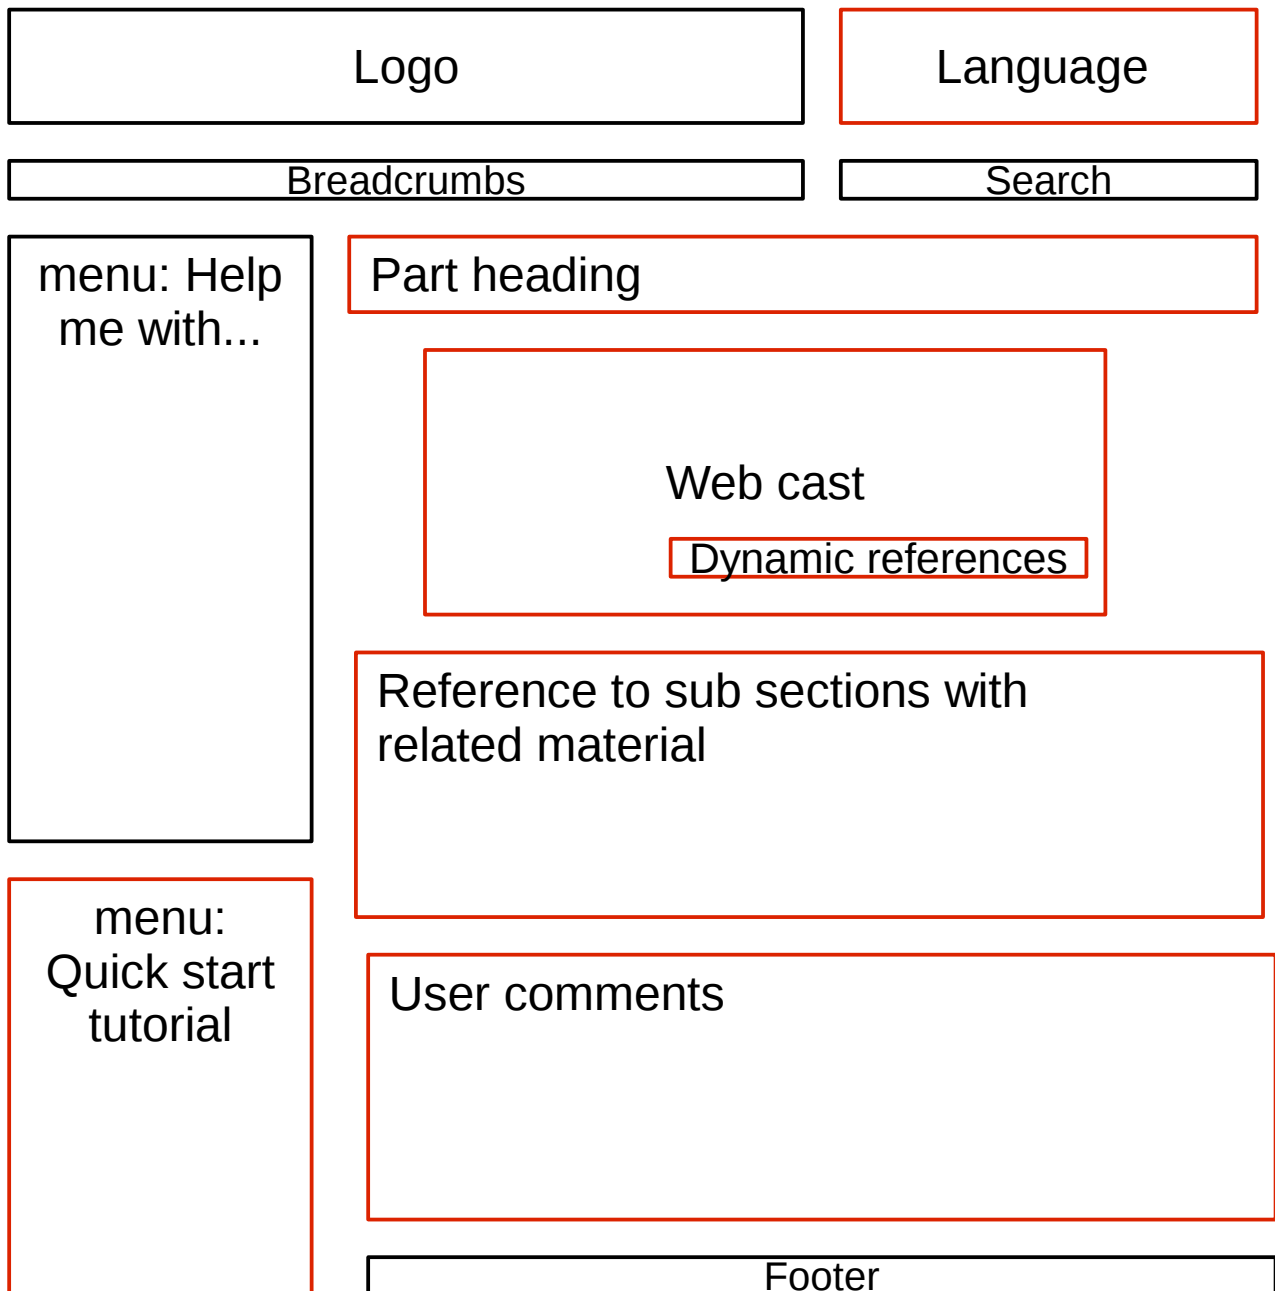 Logo
Language
Breadcrumbs
Search
menu: Help
me with...
Part heading
Web cast
Dynamic references
Reference to sub sections with
related material
menu:
Quick start
tutorial
User comments
Footer